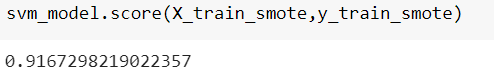 svm_model.score(X_train_smote,y_train_smote)
0.9167298219022357